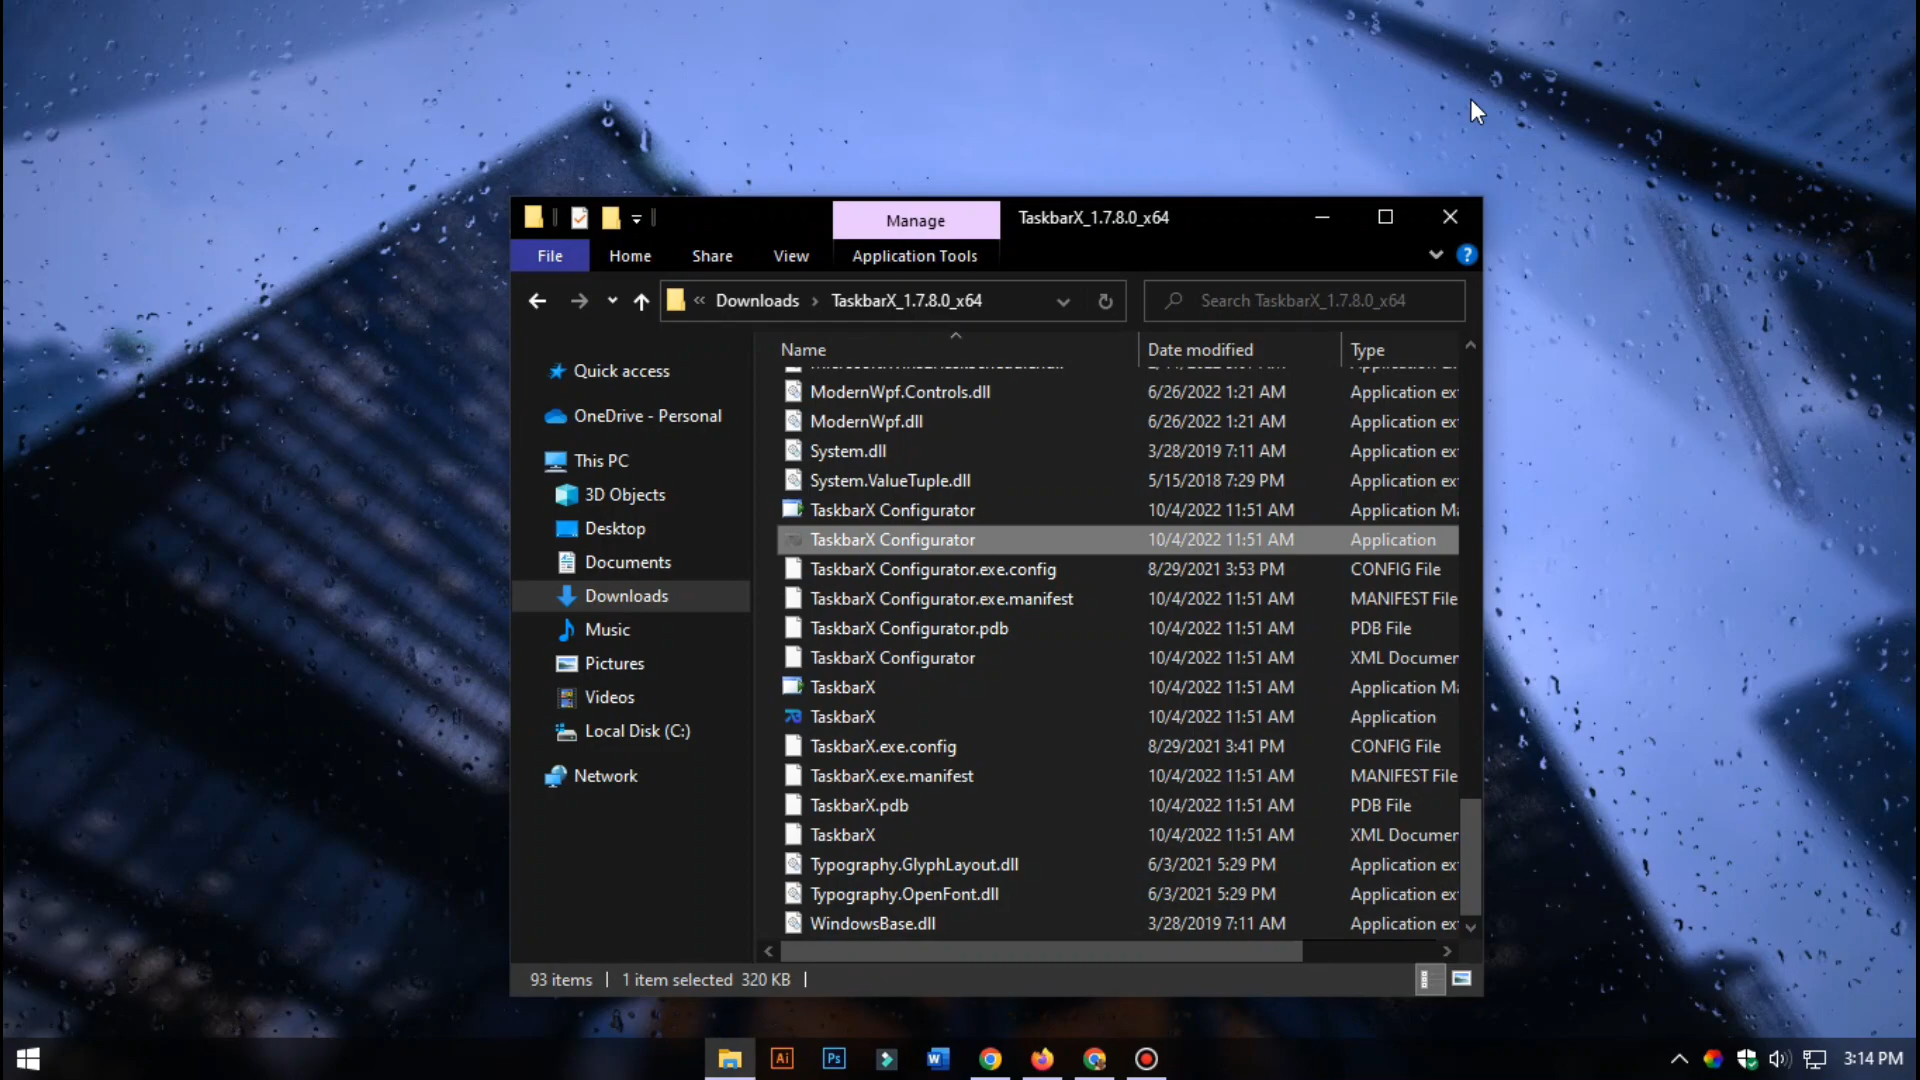 Manage
TaskbarX_1.7.8.0_x64
File
Home
Share
View
Application Tools
?
« Downloads › TaskbarX_1.7.8.0_x64
Search TaskbarX_1.7.8.0_x64
Quick access
OneDrive - Personal
This PC
3D Objects
Desktop
Documents
Downloads
Music
Pictures
Videos
Local Disk (C:)
Network
Name Date modified Type
ModernWpf.Controls.dll 6/26/2022 1:21 AM Application ex
ModernWpf.dll 6/26/2022 1:21 AM Application ex
System.dll 3/28/2019 7:11 AM Application ex
System.ValueTuple.dll 5/15/2018 7:29 PM Application ex
TaskbarX Configurator 10/4/2022 11:51 AM Application Ma
TaskbarX Configurator 10/4/2022 11:51 AM Application
TaskbarX Configurator.exe.config 8/29/2021 3:53 PM CONFIG File
TaskbarX Configurator.exe.manifest 10/4/2022 11:51 AM MANIFEST File
TaskbarX Configurator.pdb 10/4/2022 11:51 AM PDB File
TaskbarX Configurator 10/4/2022 11:51 AM XML Documen
TaskbarX 10/4/2022 11:51 AM Application Ma
TaskbarX 10/4/2022 11:51 AM Application
TaskbarX.exe.config 8/29/2021 3:41 PM CONFIG File
TaskbarX.exe.manifest 10/4/2022 11:51 AM MANIFEST File
TaskbarX.pdb 10/4/2022 11:51 AM PDB File
TaskbarX 10/4/2022 11:51 AM XML Documen
Typography.GlyphLayout.dll 6/3/2021 5:29 PM Application ex
Typography.OpenFont.dll 6/3/2021 5:29 PM Application ex
WindowsBase.dll 3/28/2019 7:11 AM Application ex
93 items
1 item selected 320 KB
Ai
Ps
W
3:14 PM